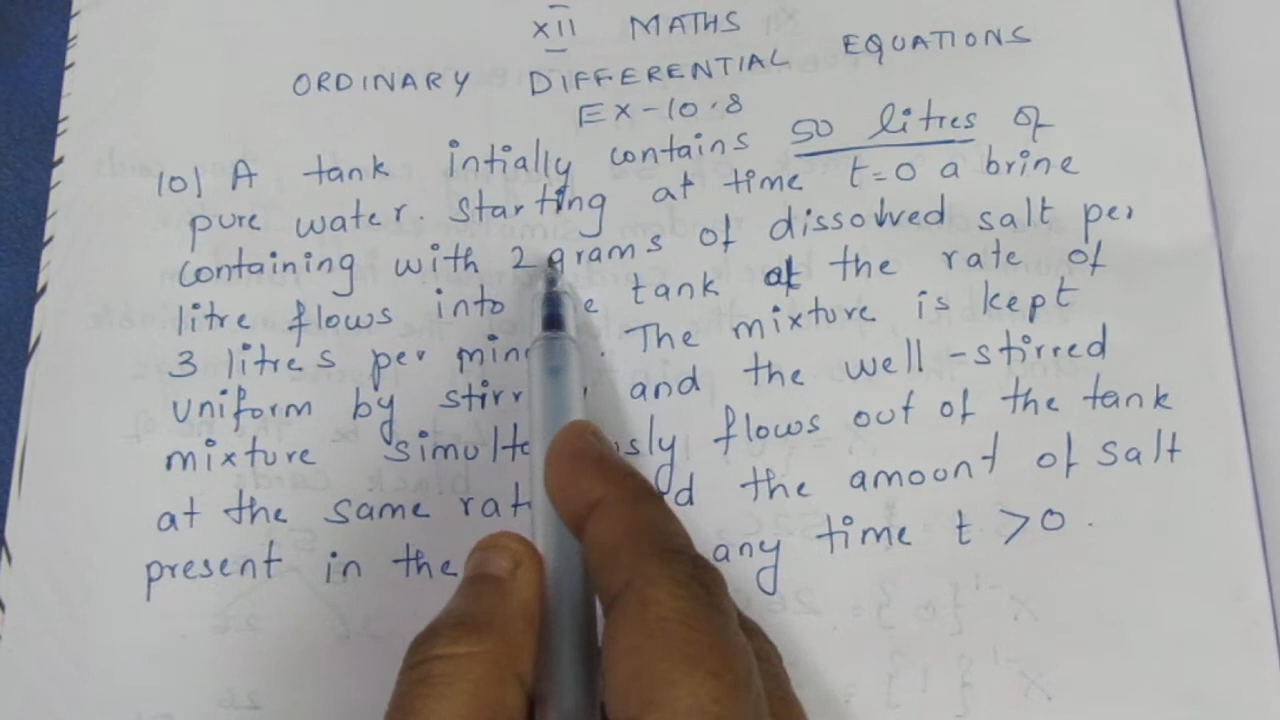 XII MATHS
ORDINARY DIFFERENTIAL EQUATIONS
EX-10.8
10) A tank intially contains 50 litres of
pure water. Starting at time t=0 a brine
containing with 2 grams of dissolved salt per
litre flows into tank at the rate of
3 litres per The mixture is kept
uniform by and the well-stirred
mixture flows out of the tank
at the same the amount of salt
present in the any time t >0.